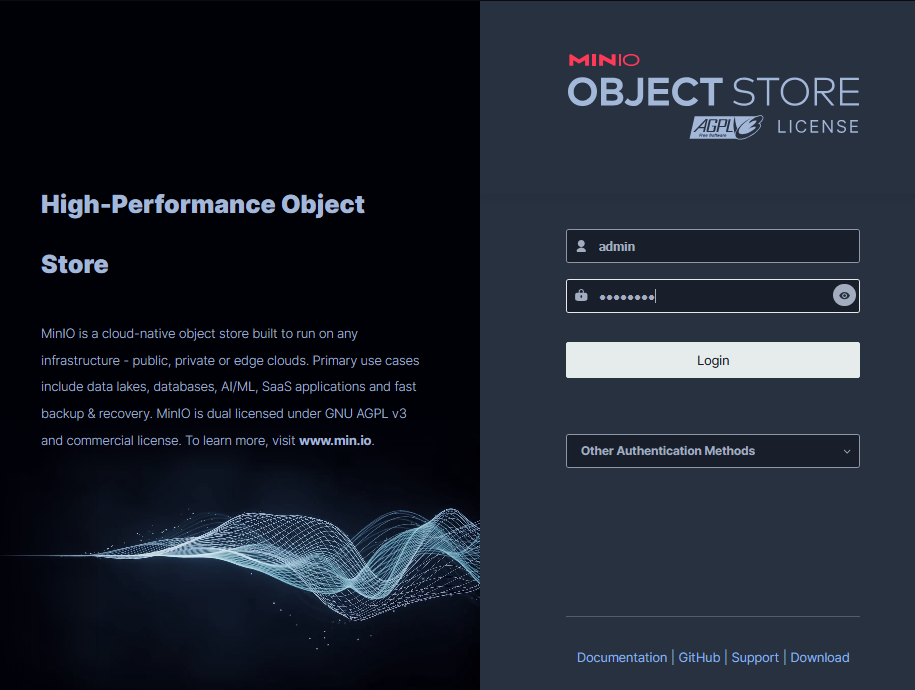 High-Performance Object
Store
MinIO is a cloud-native object store built to run on any
infrastructure - public, private or edge clouds. Primary use cases
include data lakes, databases, AI/ML, SaaS applications and fast
backup & recovery. MinIO is dual licensed under GNU AGPL v3
and commercial license. To learn more, visit www.min.io.
MINIO
OBJECT STORE
AGPLV3 LICENSE
Free Software
admin
••••••••
Login
Other Authentication Methods
Documentation | GitHub | Support | Download